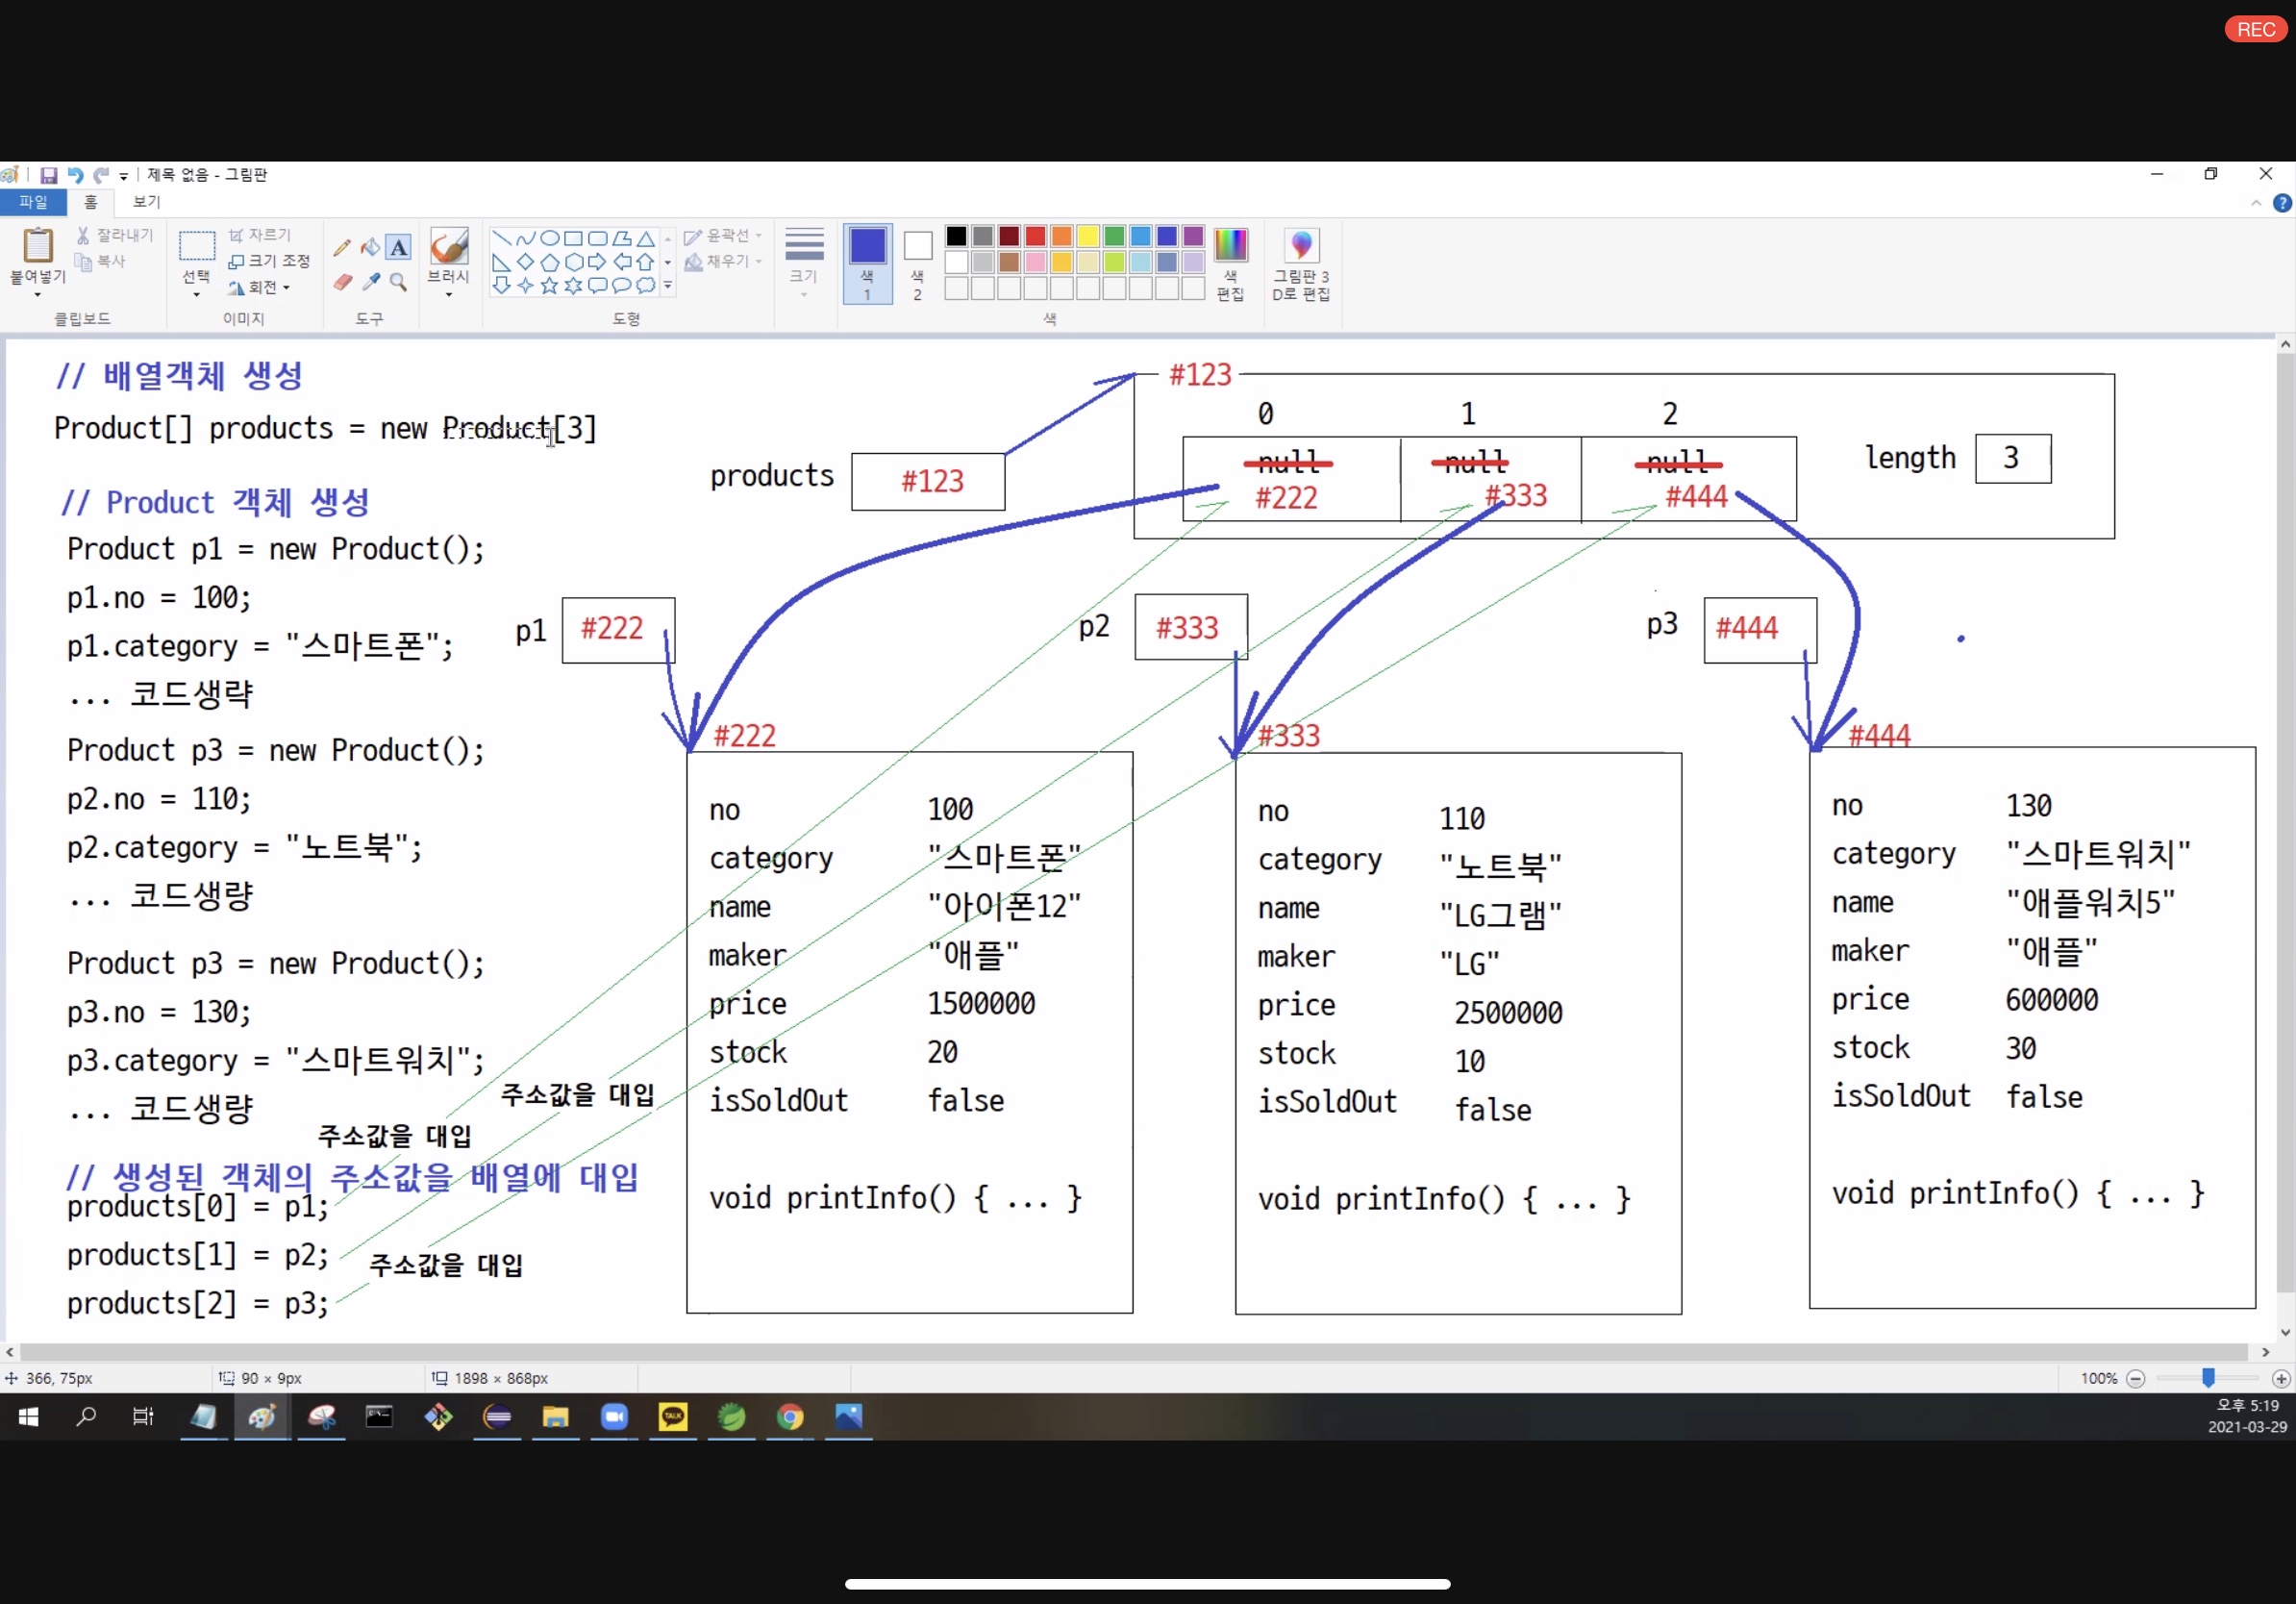 REC
제목 없음 - 그림판
파일 홈 보기
붙여넣기
잘라내기
복사
클립보드
선택
자르기
크기 조정
회전
이미지
도구
브러시
도형
윤곽선
채우기
크기
색
1
색
2
색
편집
색
그림판 3
D로 편집
// 배열객체 생성
Product[] products = new Product[3]
// Product 객체 생성
Product p1 = new Product();
p1.no = 100;
p1.category = "스마트폰";
... 코드생략
Product p3 = new Product();
p2.no = 110;
p2.category = "노트북";
... 코드생량
Product p3 = new Product();
p3.no = 130;
p3.category = "스마트워치";
... 코드생량
주소값을 대입
주소값을 대입
// 생성된 객체의 주소값을 배열에 대입
products[0] = p1;
products[1] = p2;
주소값을 대입
products[2] = p3;
products #123
#123
0 1 2
null null null
#222 #333 #444
length 3
p1 #222
p2 #333
p3 #444
#222
no 100
category "스마트폰"
name "아이폰12"
maker "애플"
price 1500000
stock 20
isSoldOut false
void printInfo() { ... }
#333
no 110
category "노트북"
name "LG그램"
maker "LG"
price 2500000
stock 10
isSoldOut false
void printInfo() { ... }
#444
no 130
category "스마트워치"
name "애플워치5"
maker "애플"
price 600000
stock 30
isSoldOut false
void printInfo() { ... }
366, 75px
90 × 9px
1898 × 868px
100%
TALK
오후 5:19
2021-03-29